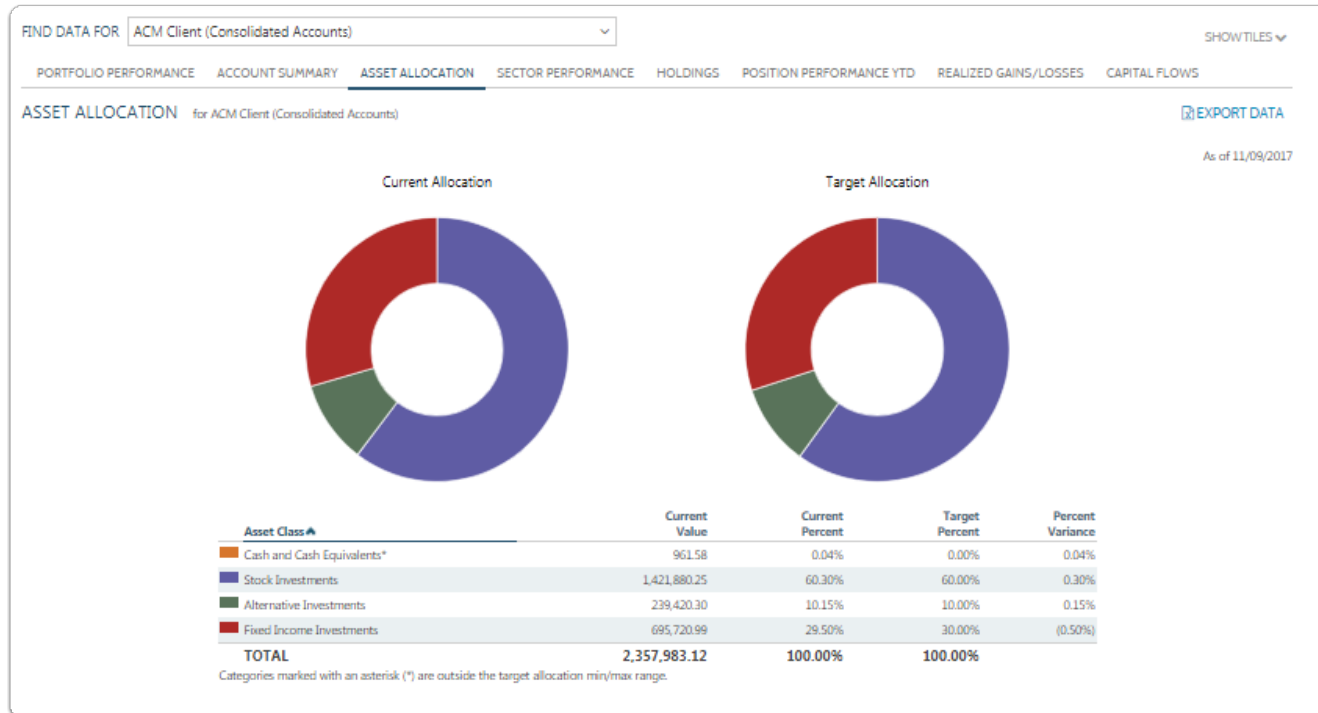 FIND DATA FOR ACM Client (Consolidated Accounts)
SHOW TILES
PORTFOLIO PERFORMANCE ACCOUNT SUMMARY ASSET ALLOCATION SECTOR PERFORMANCE HOLDINGS POSITION PERFORMANCE YTD REALIZED GAINS/LOSSES CAPITAL FLOWS
ASSET ALLOCATION for ACM Client (Consolidated Accounts) EXPORT DATA
As of 11/09/2017
Current Allocation Target Allocation
Current Current Target Percent
Asset Class Value Percent Percent Variance
Cash and Cash Equivalents* 961.58 0.04% 0.00% 0.04%
Stock Investments 1,421,880.25 60.30% 60.00% 0.30%
Alternative Investments 239,420.30 10.15% 10.00% 0.15%
Fixed Income Investments 695,720.99 29.50% 30.00% (0.50%)
TOTAL 2,357,983.12 100.00% 100.00%
Categories marked with an asterisk (*) are outside the target allocation min/max range.